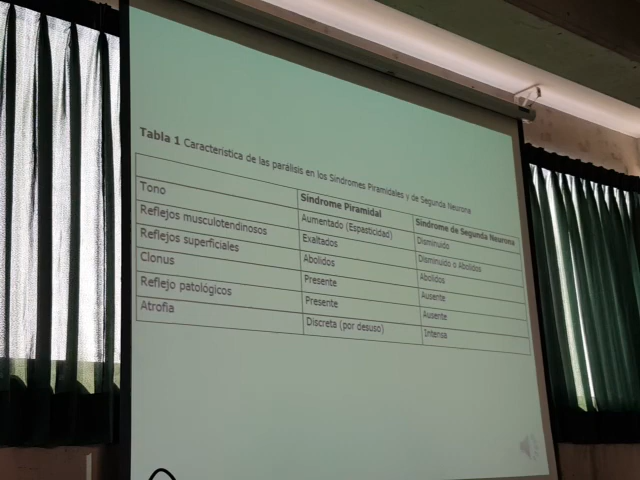 Tabla 1 Caracteristica de las parálisis en los Síndromes Piramidales y de Segunda Neurona
Síndrome Piramidal Síndrome de Segunda Neurona
Tono Aumentado (Espasticidad) Disminuido
Reflejos musculotendinosos Exaltados Disminuido o Abolidos
Reflejos superficiales Abolidos Abolidos
Clonus Presente Ausente
Reflejo patológicos Presente Ausente
Atrofia Discreta (por desuso) Intensa